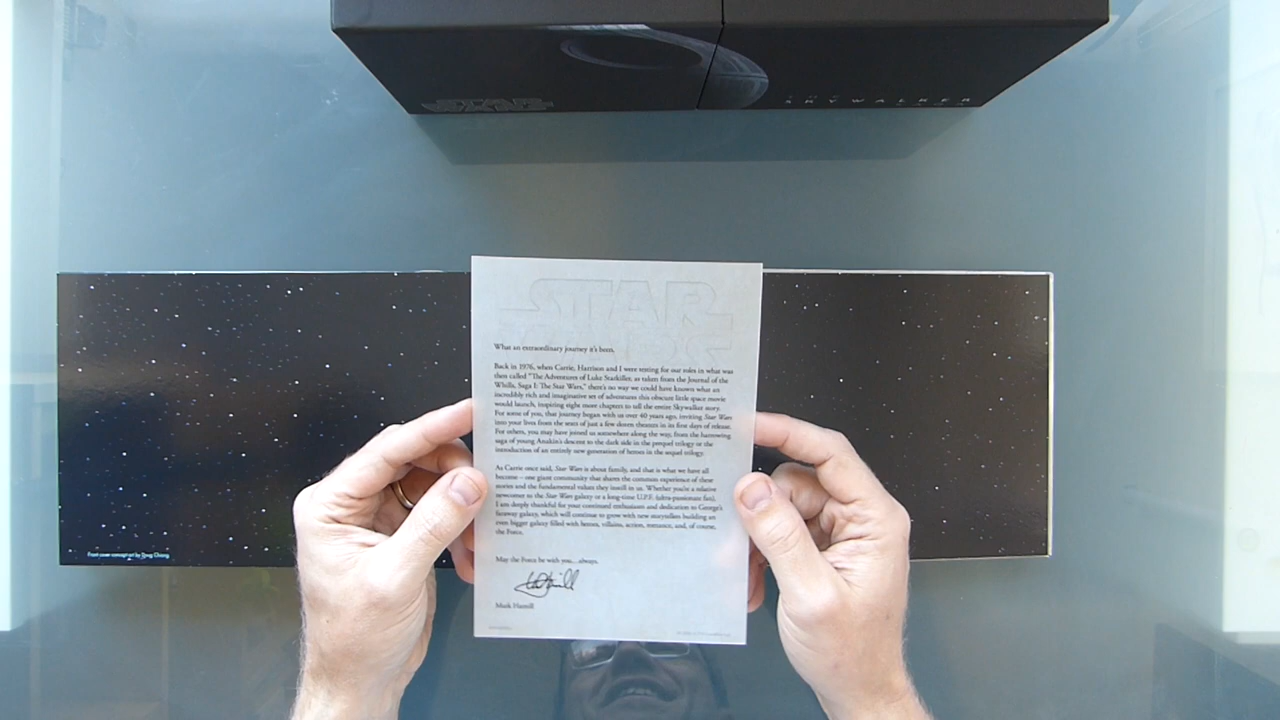 STAR
WARS
SKYWALKER
STAR
WARS
What an extraordinary journey it's been.
Back in 1976, when Carrie, Harrison and I were testing for our roles in what was
then called "The Adventures of Luke Starkiller, as taken from the Journal of the
Whills, Saga I: The Star Wars," there's no way we could have known what an
incredibly rich and imaginative set of adventures this obscure little space movie
would launch, inspiring eight more chapters to tell the entire Skywalker story.
For some of you, that journey began with us over 40 years ago, inviting Star Wars
into your lives from the seats of just a few dozen theatres in its first days of release.
For others, you may have joined us somewhere along the way, from the harrowing
saga of young Anakin's descent to the dark side in the prequel trilogy or the
introduction of an entirely new generation of heroes in the sequel trilogy.
As Carrie once said, Star Wars is about family, and that is what we have all
become – one giant community that shares the common experience of these
stories and the fundamental values they instill in us. Whether you're a relative
newcomer to the Star Wars galaxy or a long-time U.P.F. (ultra-passionate fan),
I am deeply thankful for your continued enthusiasm and dedication to George's
faraway galaxy, which will continue to grow with new storytellers building an
even bigger galaxy filled with heroes, villains, action, romance, and, of course,
the Force.
May the Force be with you... always.
Mark Hamill
Front cover concept art by Doug Chiang